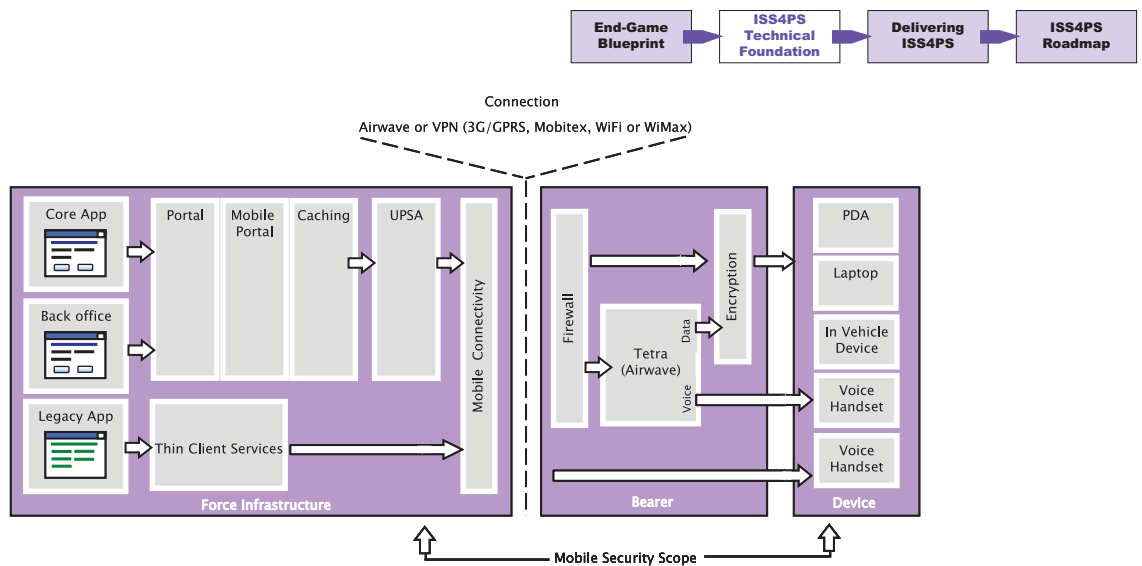 End-Game
Blueprint
ISS4PS
Technical
Foundation
Delivering
ISS4PS
ISS4PS
Roadmap
Connection
Airwave or VPN (3G/GPRS, Mobitex, WiFi or WiMax)
Core App
Back office
Legacy App
Portal
Mobile
Portal
Caching
UPSA
Thin Client Services
Mobile Connectivity
Force Infrastructure
Firewall
Tetra
(Airwave)
Data
Voice
Encryption
Bearer
PDA
Laptop
In Vehicle
Device
Voice
Handset
Voice
Handset
Device
Mobile Security Scope